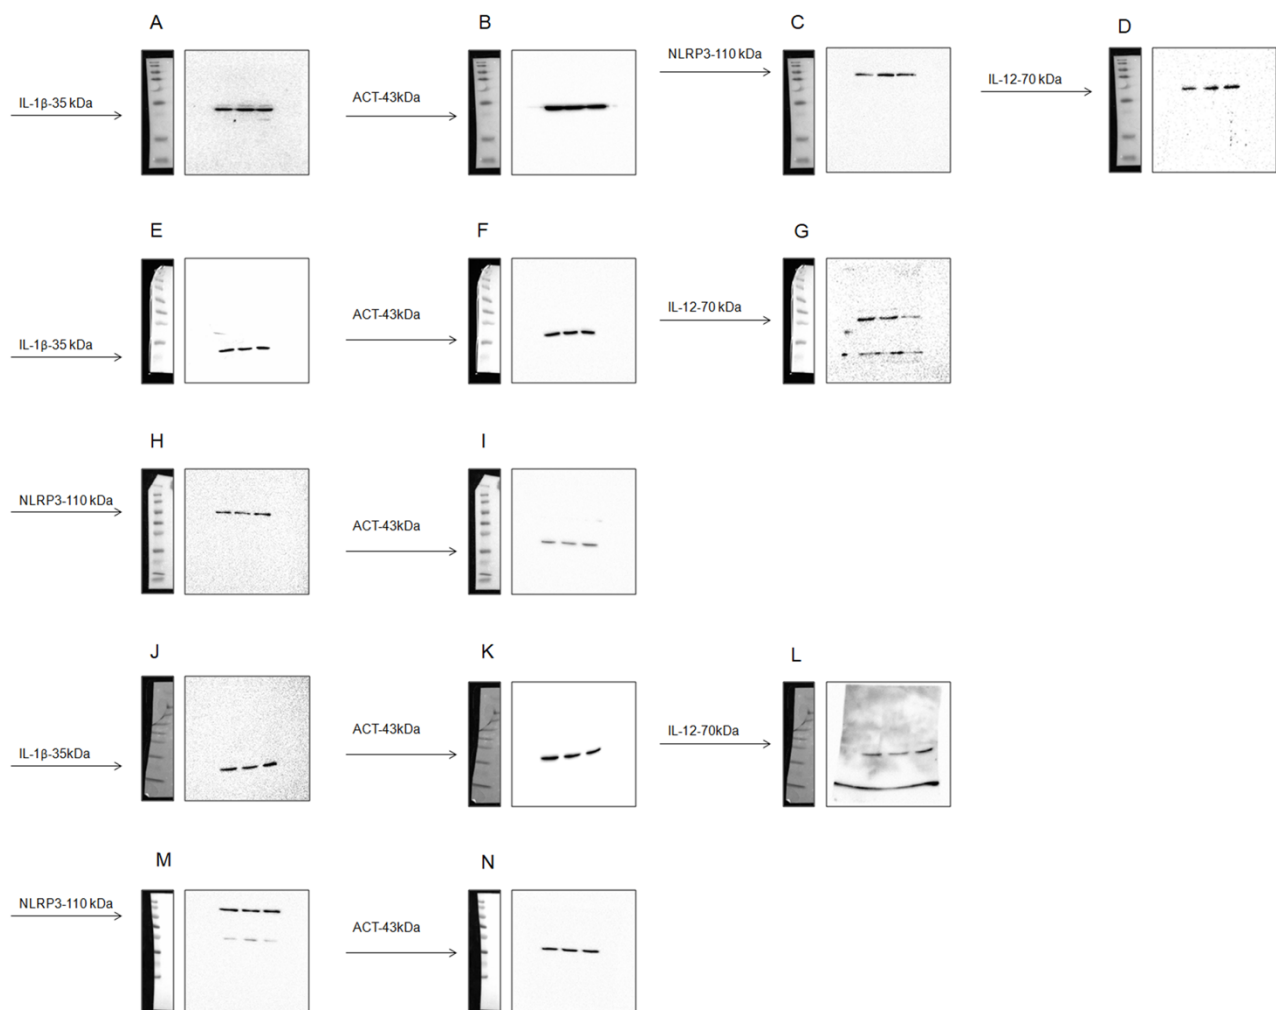 A
B
C
D
IL-1β-35 kDa
ACT-43kDa
NLRP3-110 kDa
IL-12-70 kDa
E
F
G
IL-1β-35 kDa
ACT-43kDa
IL-12-70 kDa
H
I
NLRP3-110 kDa
ACT-43kDa
J
K
L
IL-1β-35kDa
ACT-43kDa
IL-12-70kDa
M
N
NLRP3-110 kDa
ACT-43kDa